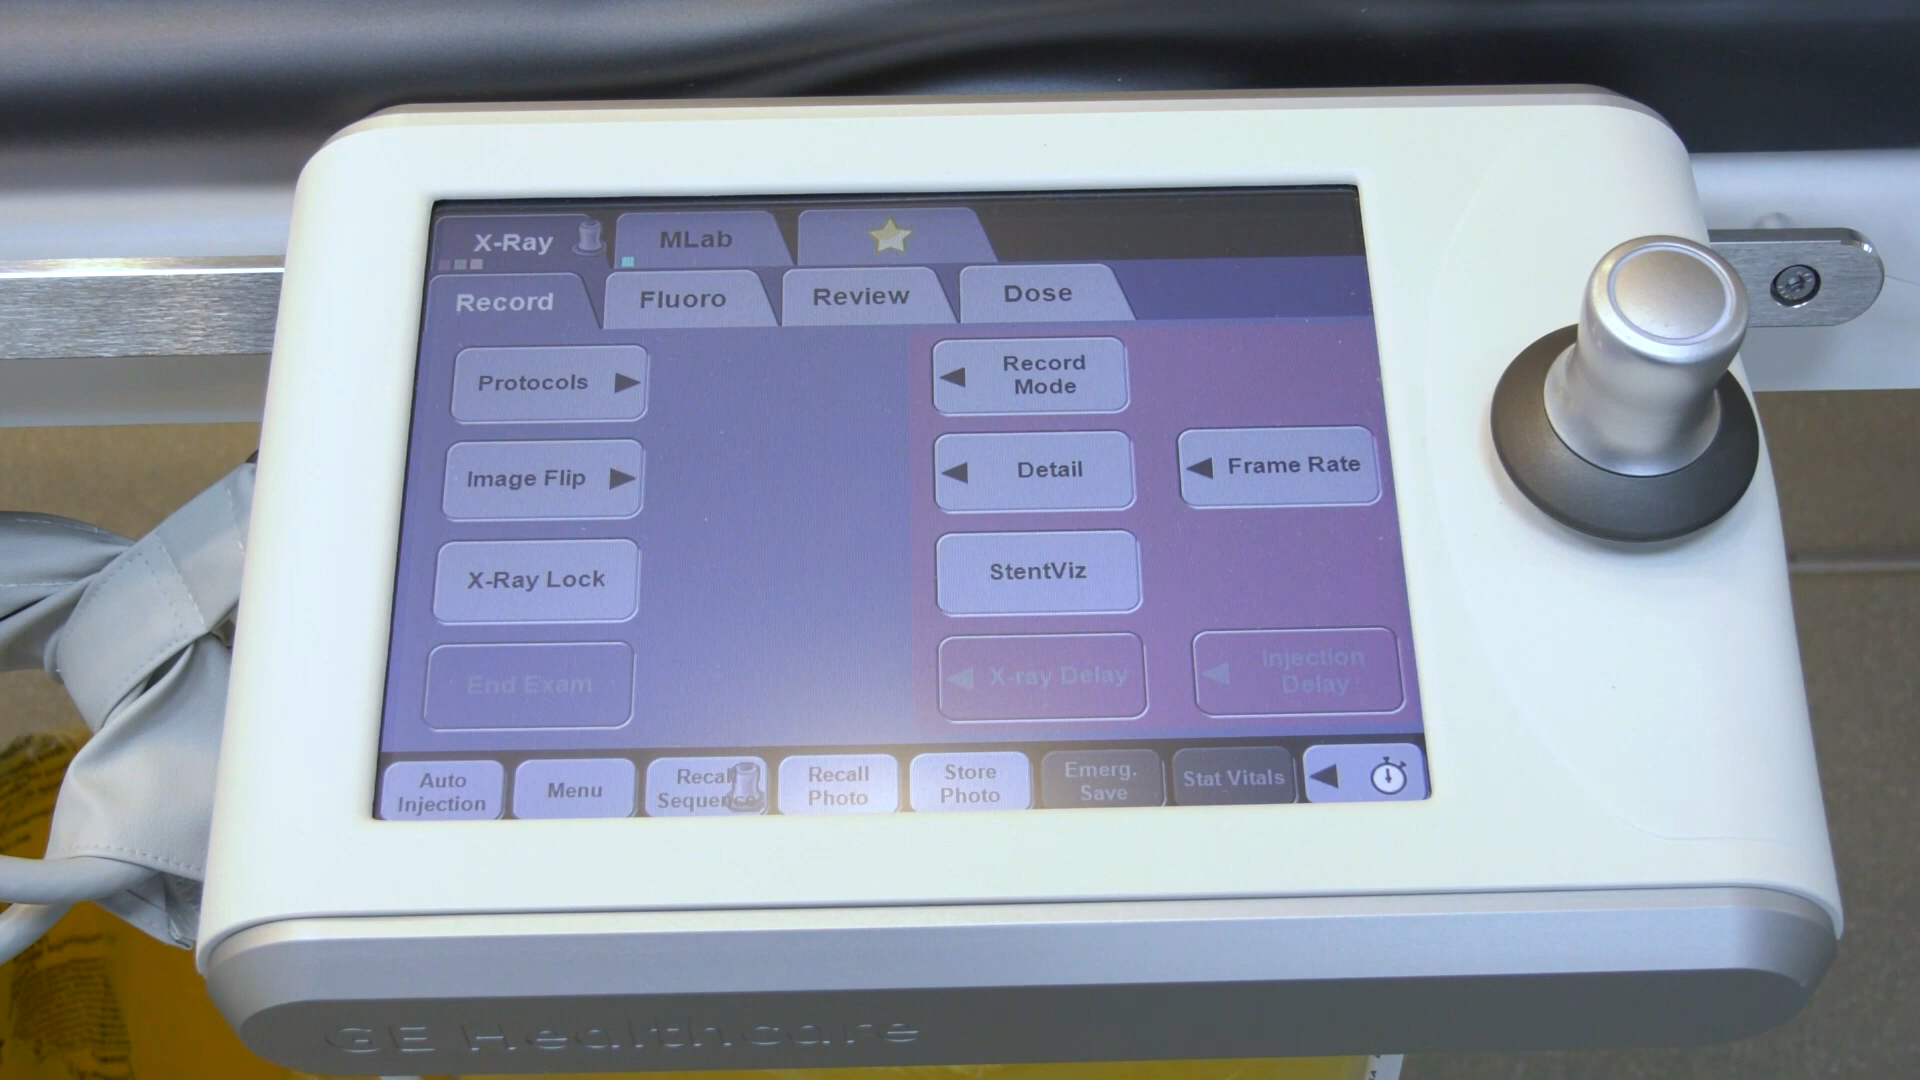 X-Ray
MLab
Record
Fluoro
Review
Dose
Protocols
Record
Mode
Image Flip
Detail
Frame Rate
X-Ray Lock
StentViz
End Exam
X-ray Delay
Injection
Delay
Auto
Injection
Menu
Recall
Sequence
Recall
Photo
Store
Photo
Emerg.
Save
Stat Vitals
GE Healthcare